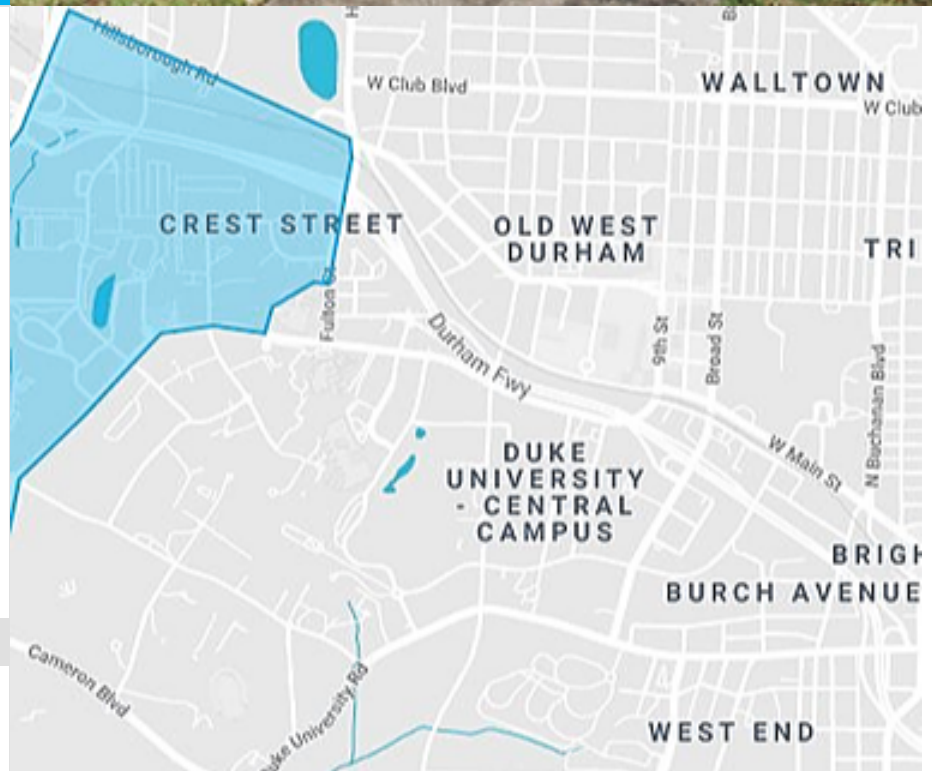 H
B
Hillsborough Rd
W Club Blvd
WALLTOWN
W Club
CREST STREET
OLD WEST
DURHAM
TRI
Fulton St
Durham Fwy
9th St
Broad St
N Buchanan Blvd
W Main St
DUKE
UNIVERSITY
- CENTRAL
CAMPUS
BRIGH
BURCH AVENUE
Cameron Blvd
Duke University Rd
WEST END